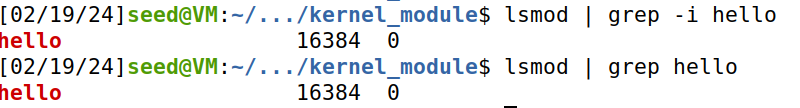 [02/19/24]seed@VM:~/.../kernel_module$ lsmod | grep -i hello
hello                  16384  0
[02/19/24]seed@VM:~/.../kernel_module$ lsmod | grep hello
hello                  16384  0